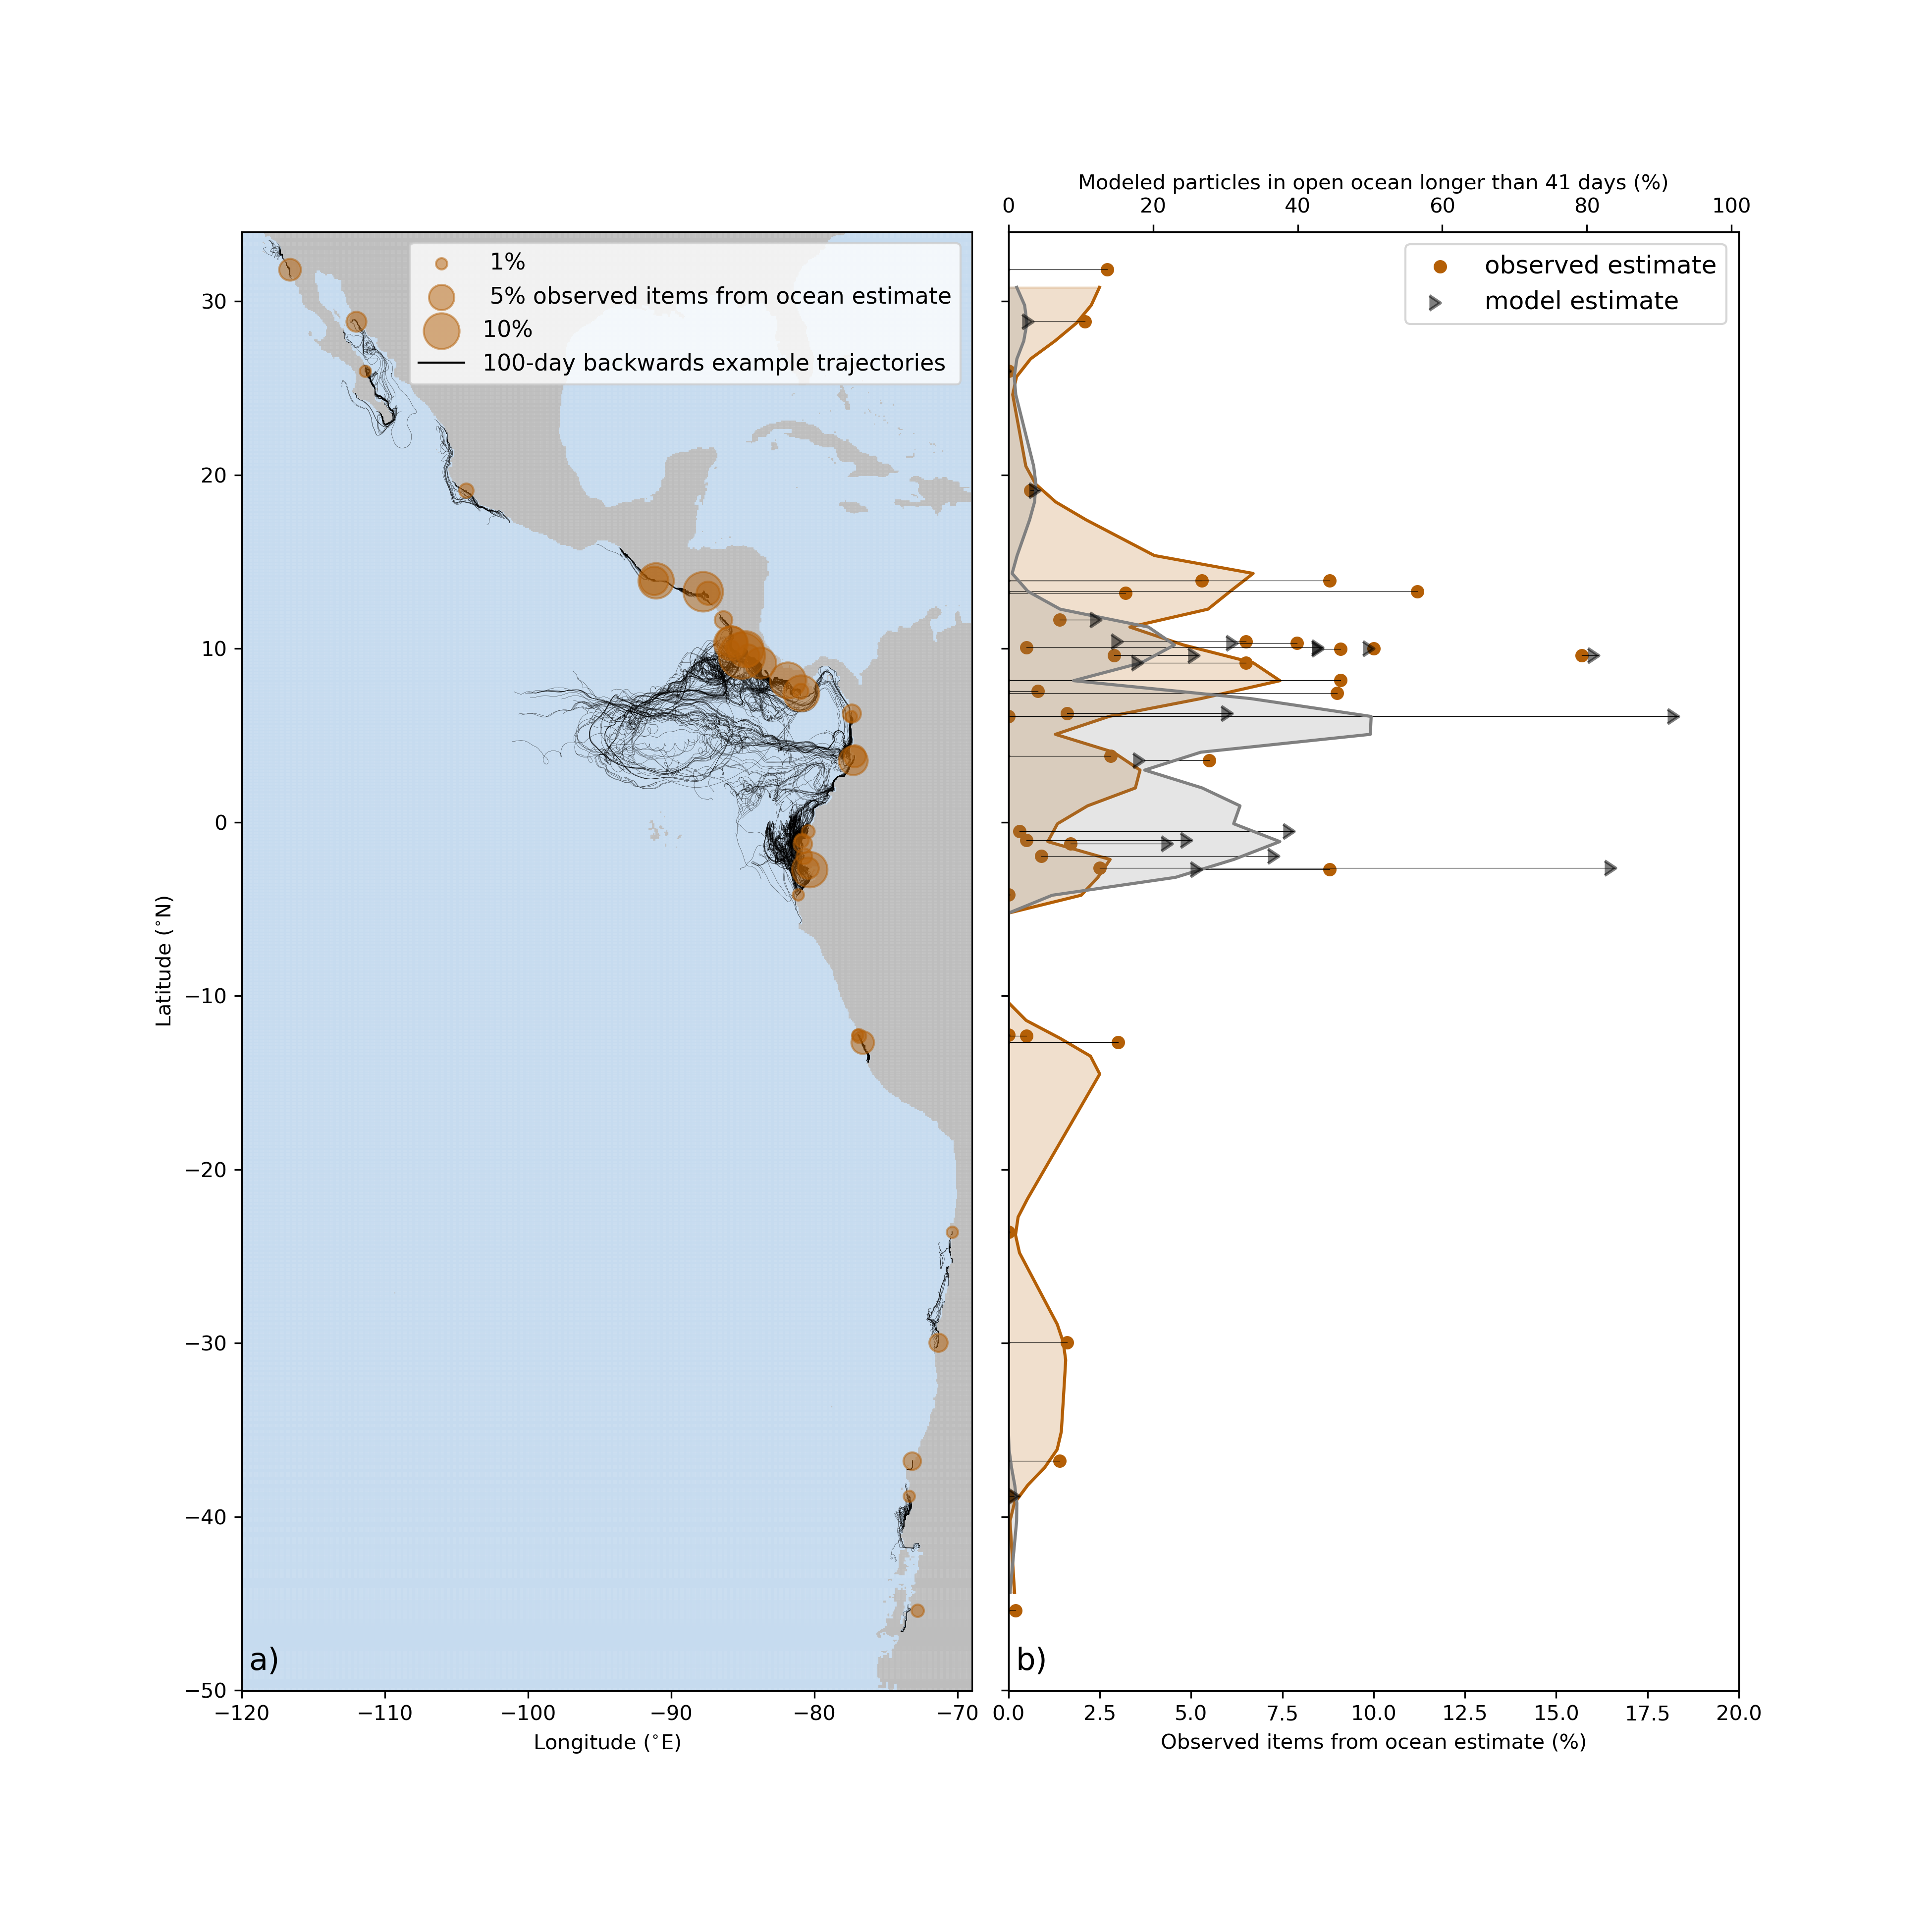 Modeled particles in open ocean longer than 41 days (%)
0 20 40 60 80 100
1%
5% observed items from ocean estimate
10%
100-day backwards example trajectories
observed estimate
model estimate
30
20
10
0
−10
−20
−30
−40
−50
Latitude (°N)
a)
b)
−120 −110 −100 −90 −80 −70
Longitude (°E)
0.0 2.5 5.0 7.5 10.0 12.5 15.0 17.5 20.0
Observed items from ocean estimate (%)